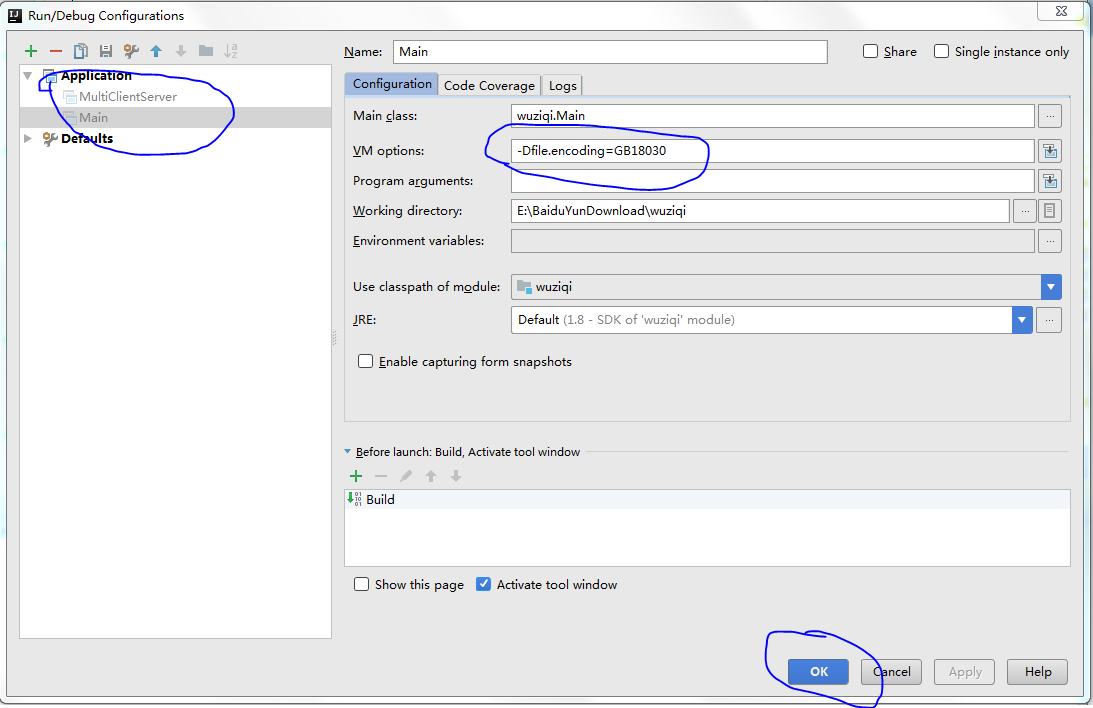 Run/Debug Configurations
Name: Main
Share
Single instance only
Application
MultiClientServer
Main
Defaults
Configuration
Code Coverage
Logs
Main class: wuziqi.Main
VM options: -Dfile.encoding=GB18030
Program arguments:
Working directory: E:\BaiduYunDownload\wuziqi
Environment variables:
Use classpath of module: wuziqi
JRE: Default (1.8 - SDK of 'wuziqi' module)
Enable capturing form snapshots
Before launch: Build, Activate tool window
Build
Show this page
Activate tool window
OK
Cancel
Apply
Help